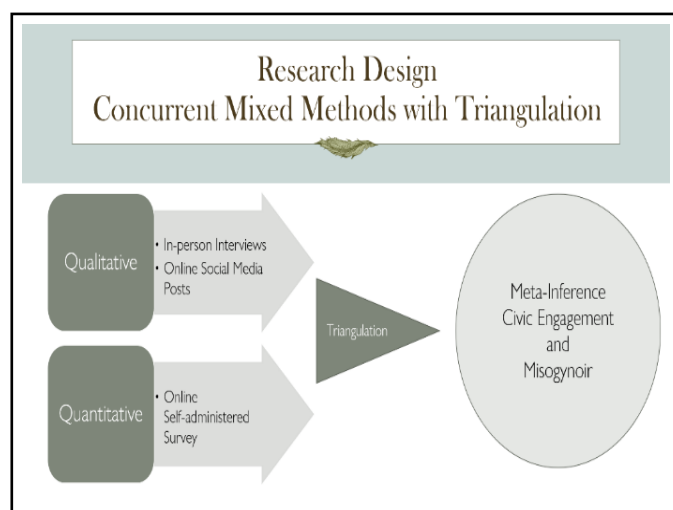 Research Design
Concurrent Mixed Methods with Triangulation
Qualitative
• In-person Interviews
• Online Social Media
Posts
Quantitative
• Online
Self-administered
Survey
Triangulation
Meta-Inference
Civic Engagement
and
Misogynoir